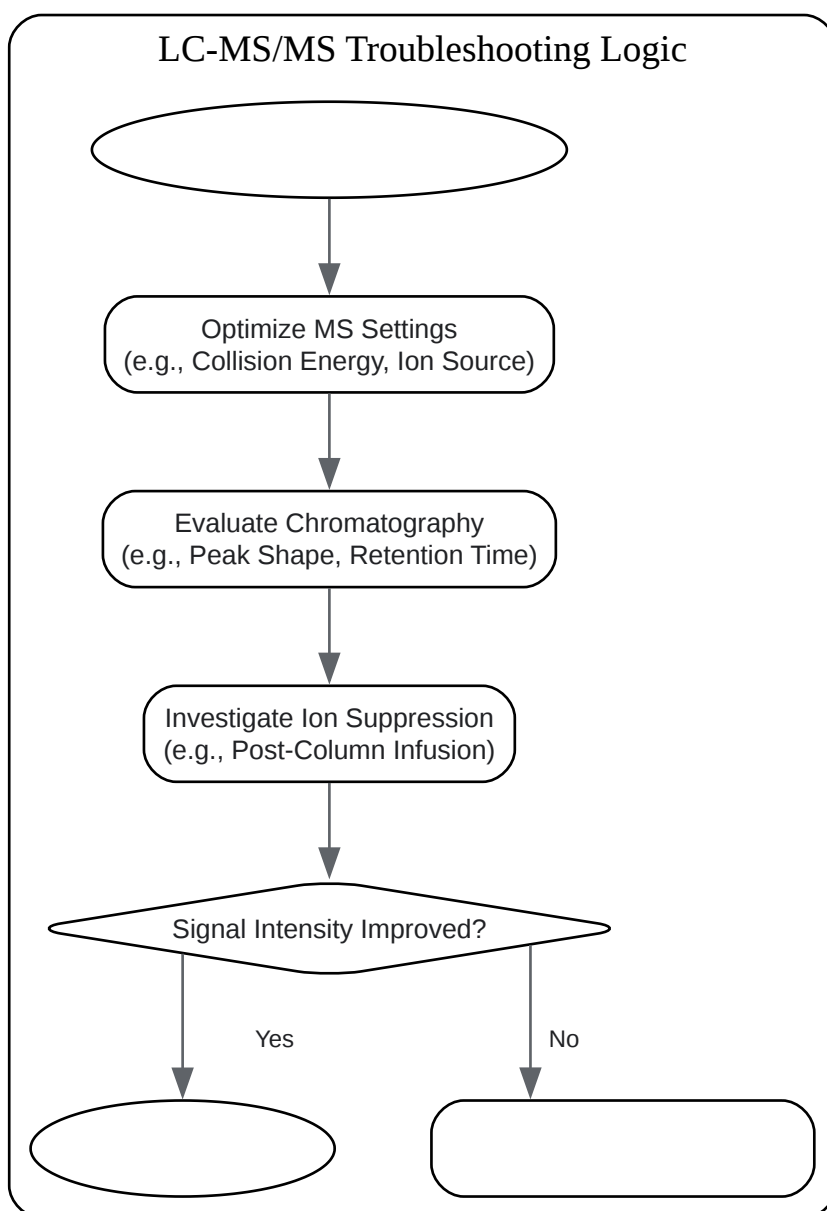 LC-MS/MS Troubleshooting Logic
Optimize MS Settings
(e.g., Collision Energy, Ion Source)
Evaluate Chromatography
(e.g., Peak Shape, Retention Time)
Investigate Ion Suppression
(e.g., Post-Column Infusion)
Signal Intensity Improved?
Yes
No